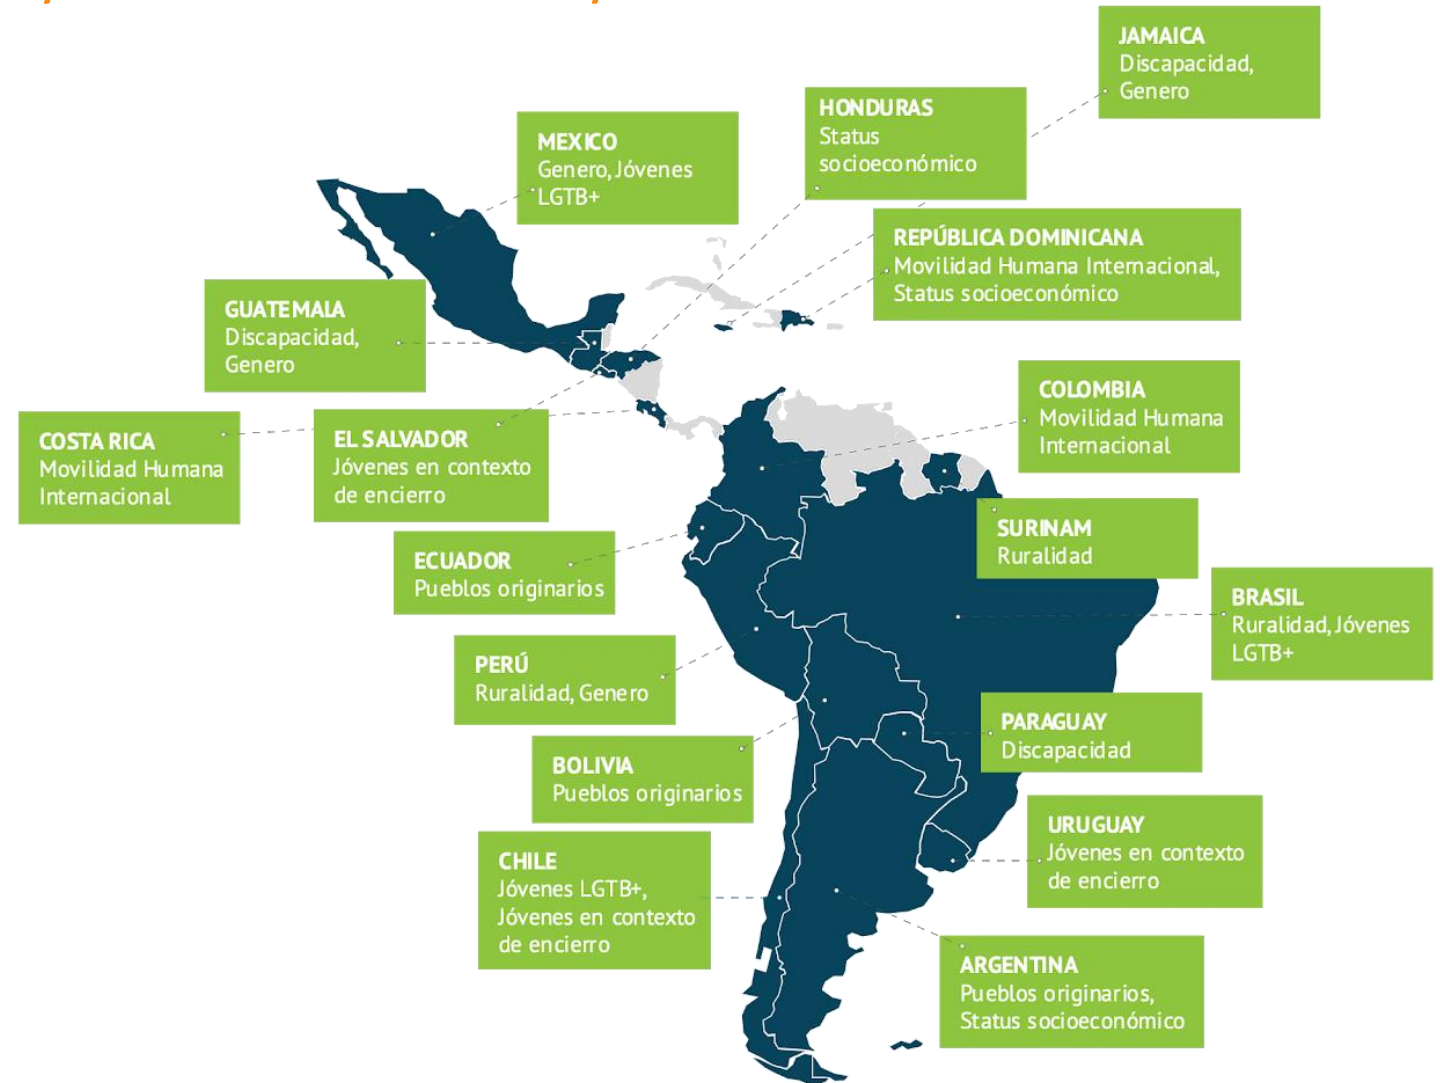 JAMAICA
Discapacidad,
Genero
HONDURAS
Status
socioeconómico
MEXICO
Genero, Jóvenes
LGTB+
REPÚBLICA DOMINICANA
Movilidad Humana Internacional,
Status socioeconómico
GUATEMALA
Discapacidad,
Genero
COLOMBIA
Movilidad Humana
Internacional
COSTA RICA
Movilidad Humana
Internacional
EL SALVADOR
Jóvenes en contexto
de encierro
SURINAM
Ruralidad
ECUADOR
Pueblos originarios
BRASIL
Ruralidad, Jóvenes
LGTB+
PERÚ
Ruralidad, Genero
PARAGUAY
Discapacidad
BOLIVIA
Pueblos originarios
URUGUAY
Jóvenes en contexto
de encierro
CHILE
Jóvenes LGTB+,
Jóvenes en contexto
de encierro
ARGENTINA
Pueblos originarios,
Status socioeconómico